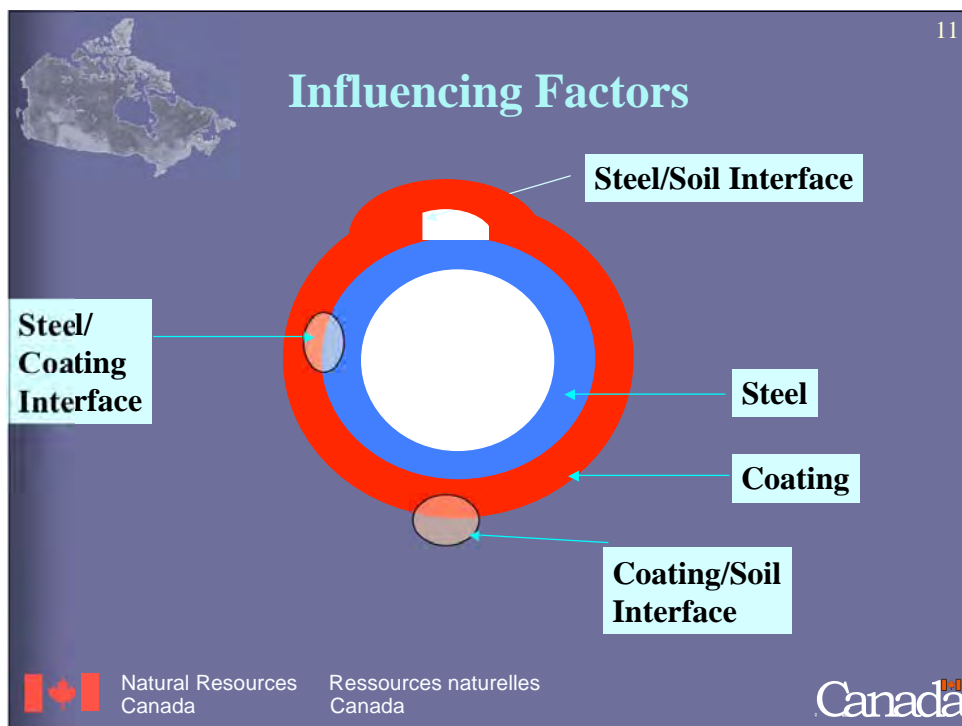 11
Influencing Factors
Steel/Soil Interface
Steel/
Coating
Interface
Steel
Coating
Coating/Soil
Interface
Natural Resources
Canada
Ressources naturelles
Canada
Canada